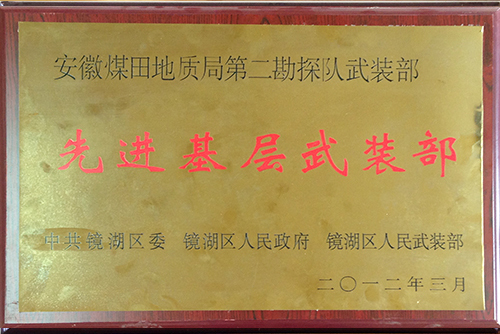 安徽煤田地质局第二勘探队武装部
先进基层武装部
中共镜湖区委 镜湖区人民政府 镜湖区人民武装部
二〇一二年三月